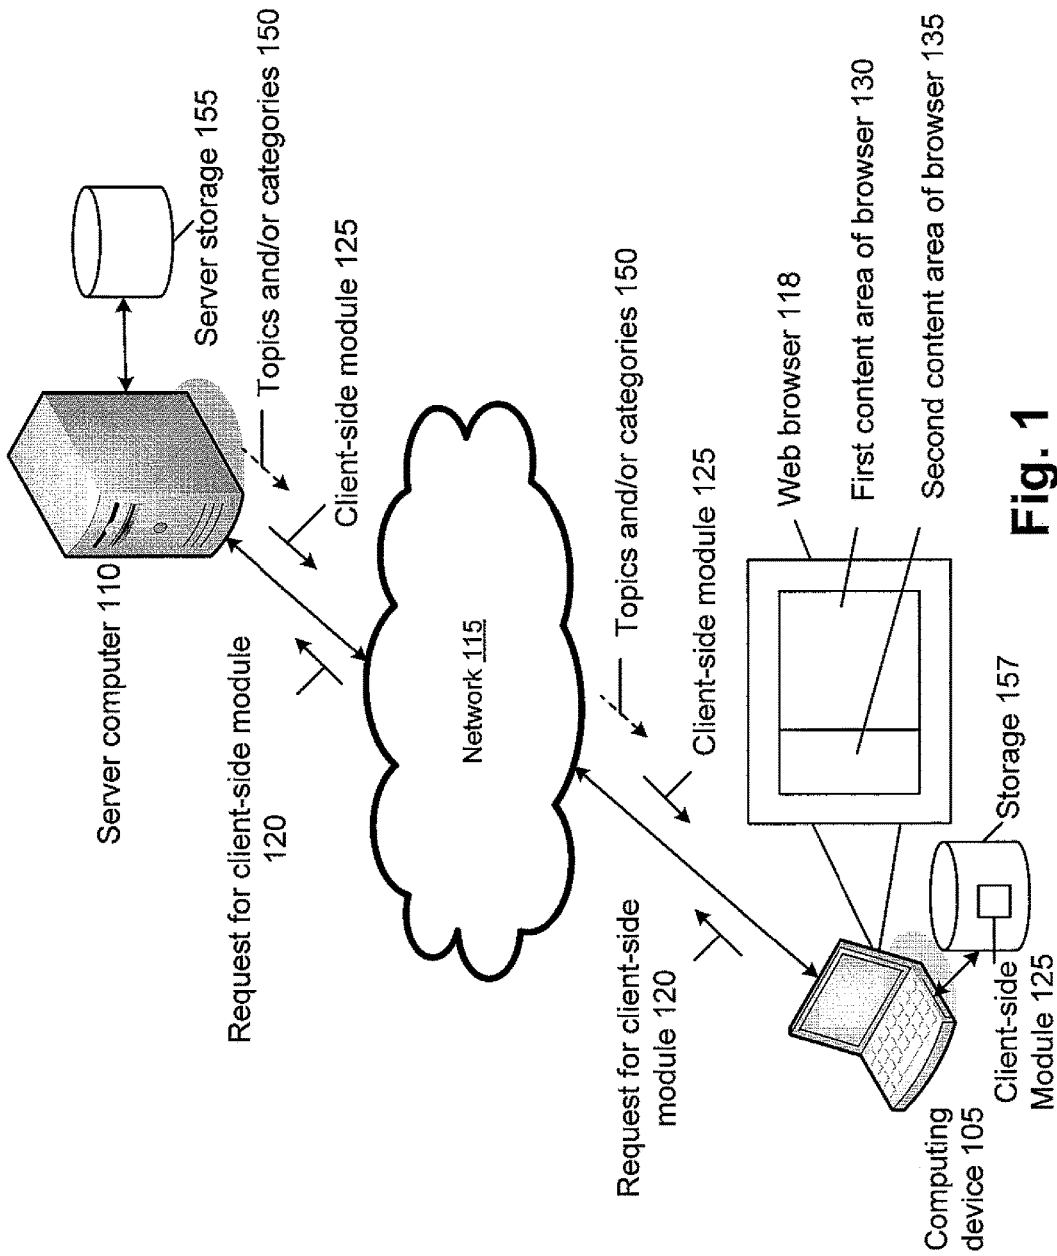 Server computer 110
Server storage 155
Topics and/or categories 150
Client-side module 125
Request for client-side module
120
Network 115
Topics and/or categories 150
Client-side module 125
Request for client-side
module 120
Web browser 118
First content area of browser 130
Second content area of browser 135
Storage 157
Client-side
Module 125
Computing
device 105
Fig. 1